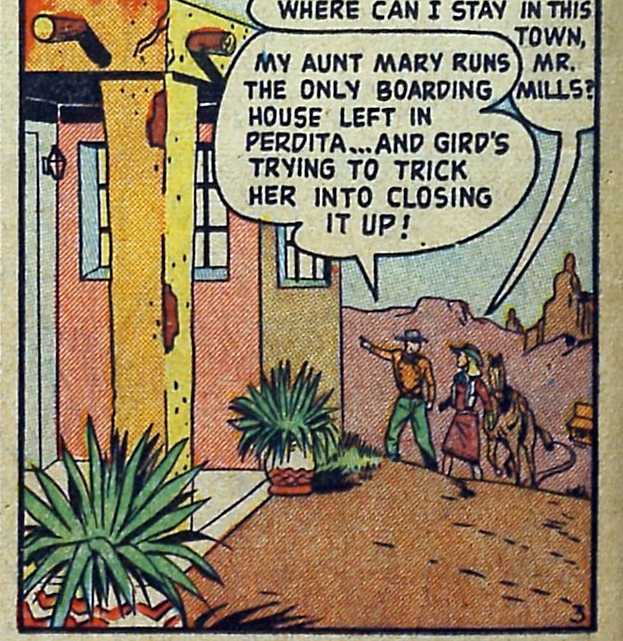 WHERE CAN I STAY IN THIS
TOWN,
MR.
MILLS?
MY AUNT MARY RUNS
THE ONLY BOARDING
HOUSE LEFT IN
PERDITA...AND GIRD'S
TRYING TO TRICK
HER INTO CLOSING
IT UP!
3